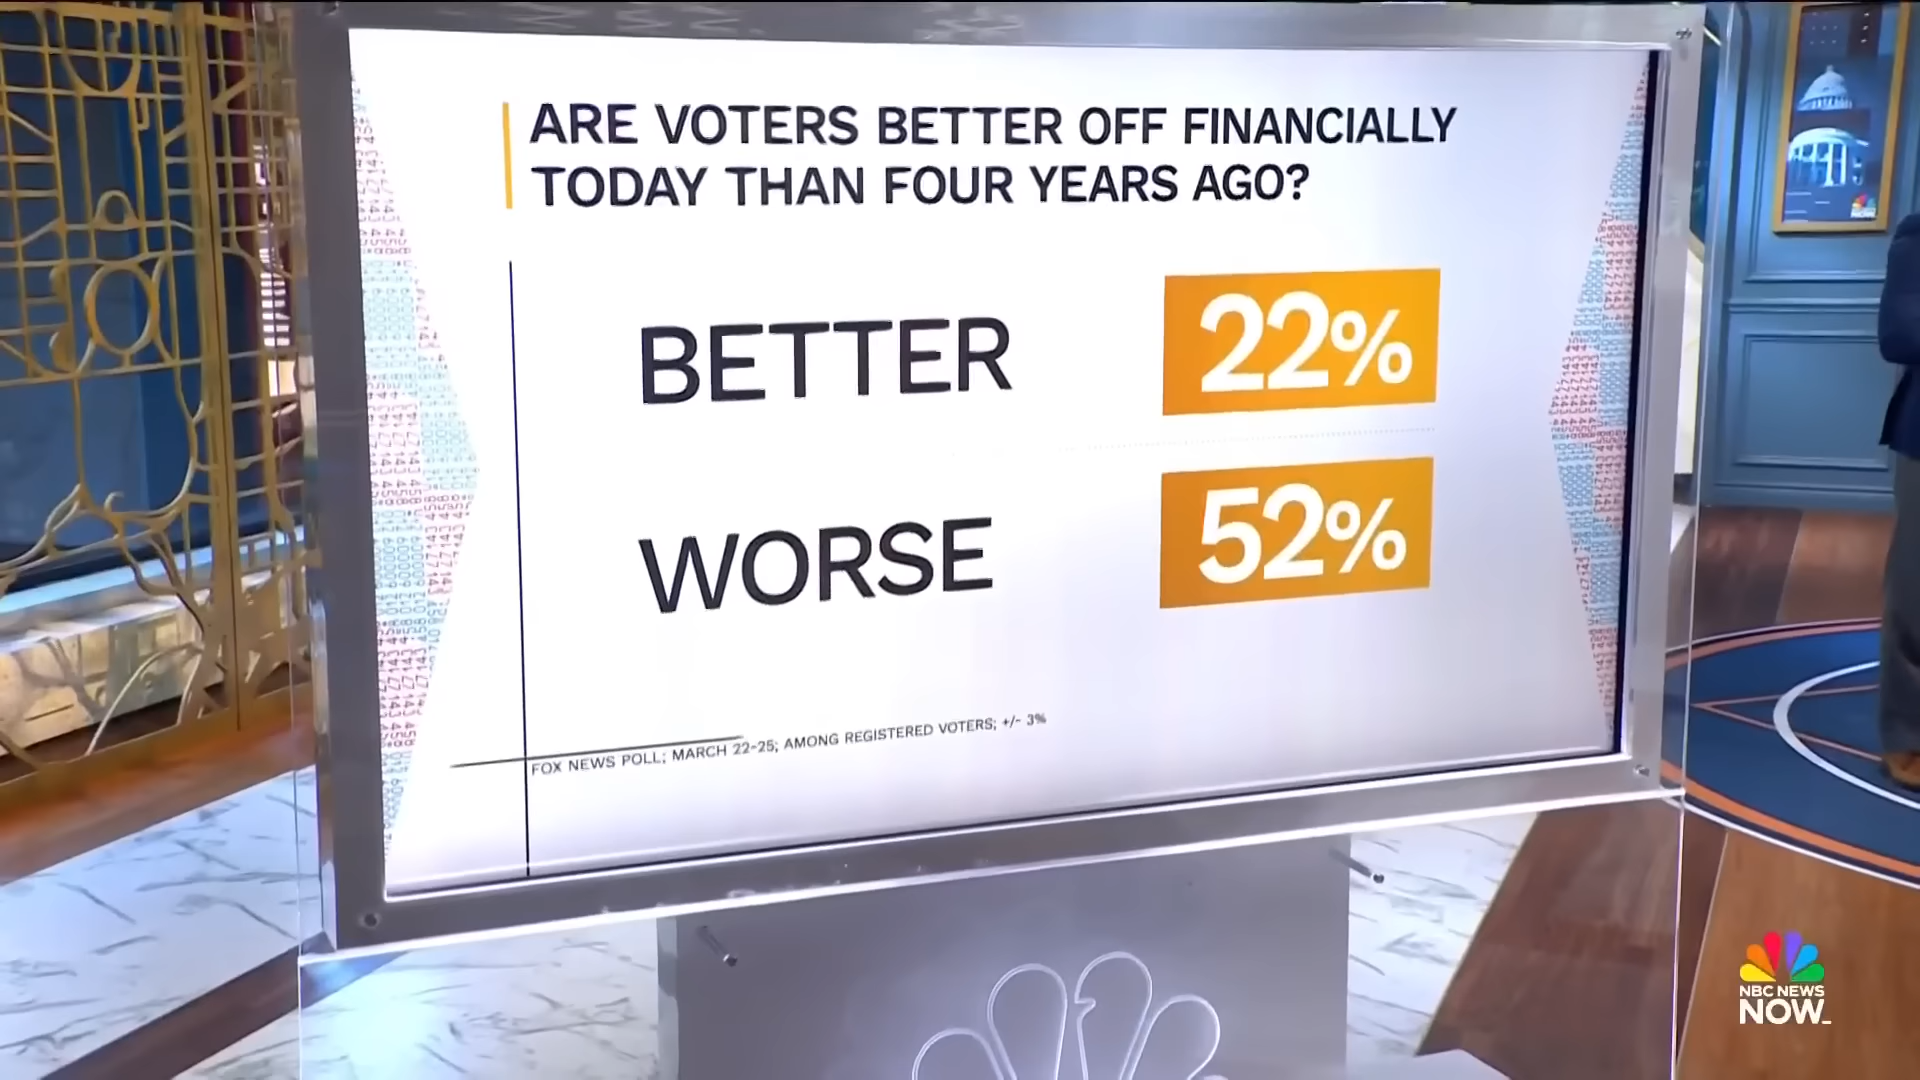 ARE VOTERS BETTER OFF FINANCIALLY
TODAY THAN FOUR YEARS AGO?
BETTER 22%
WORSE 52%
FOX NEWS POLL; MARCH 22-25; AMONG REGISTERED VOTERS; +/- 3%
NBC NEWS
NOW_